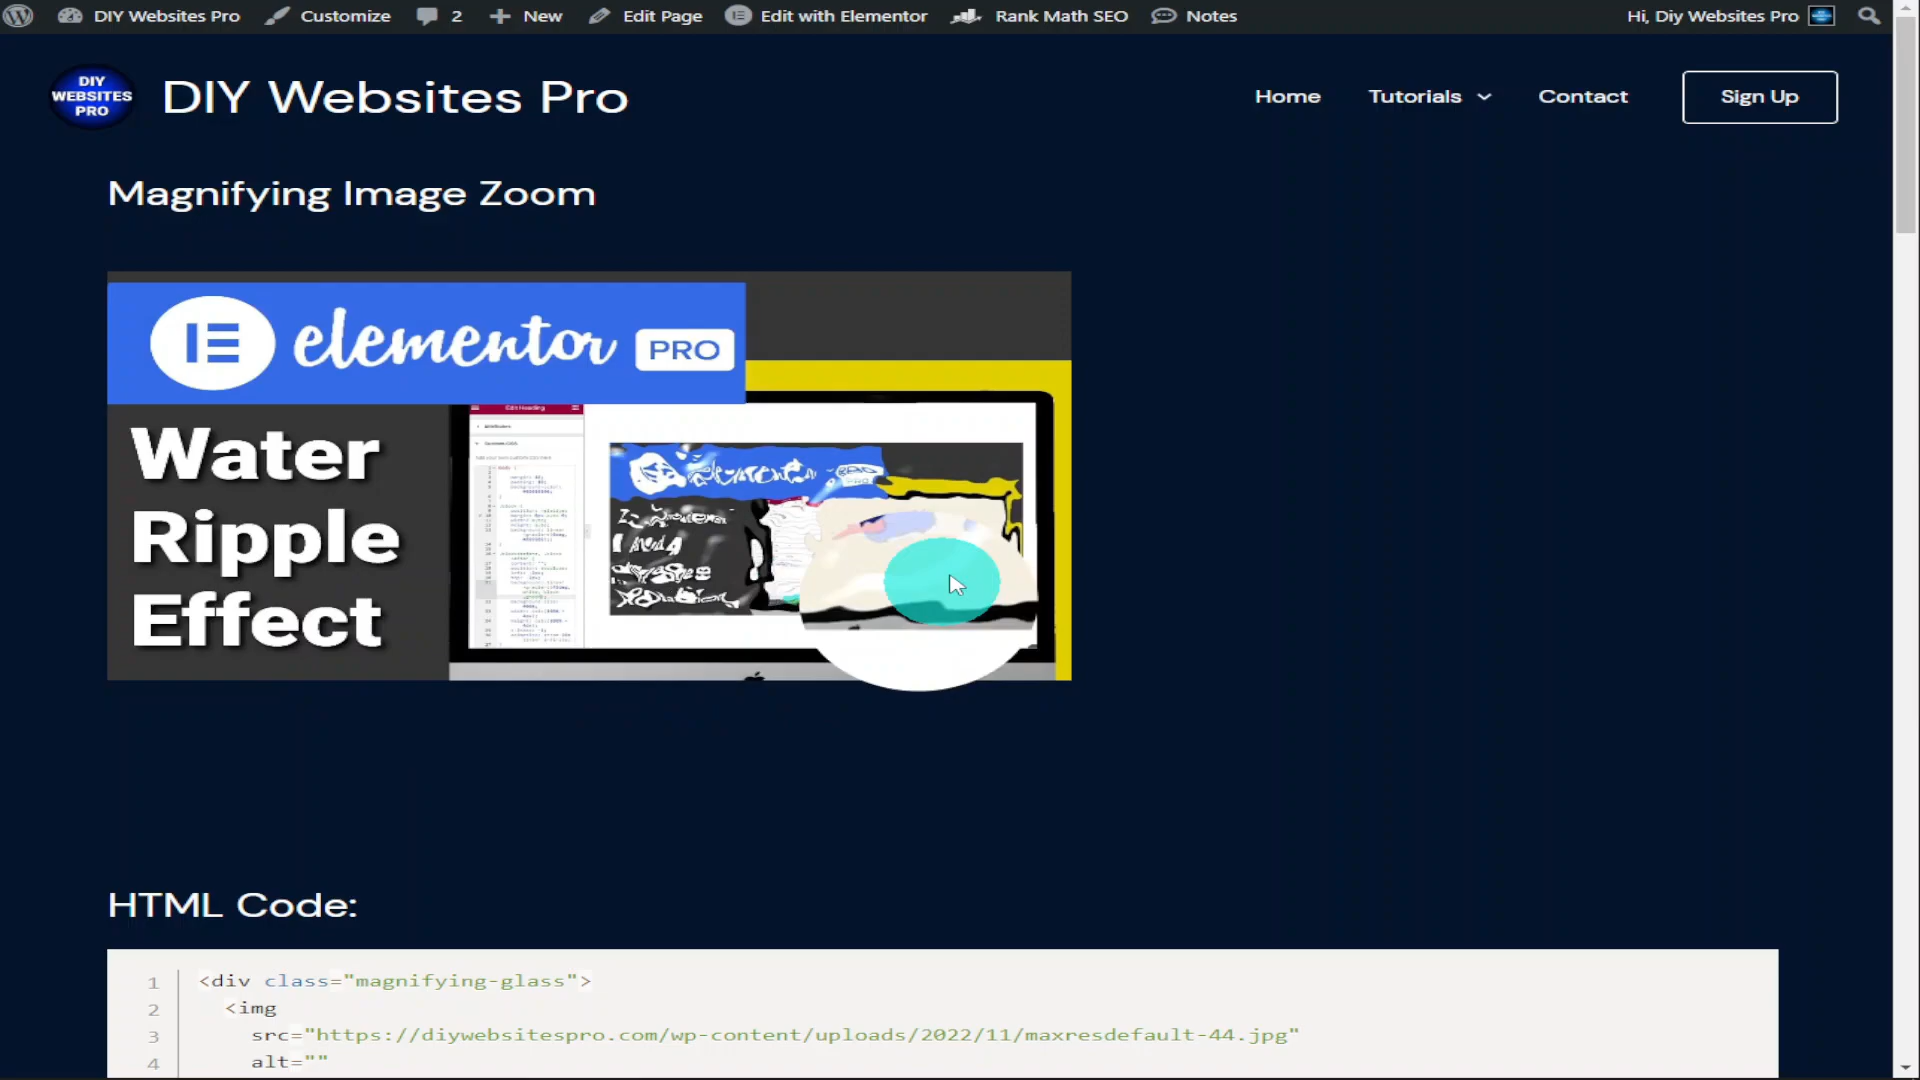 DIY Websites Pro Customize 2 New Edit Page Edit with Elementor Rank Math SEO Notes Hi, Diy Websites Pro
DIY
WEBSITES
PRO
DIY Websites Pro
Home Tutorials Contact Sign Up
Magnifying Image Zoom
elementor PRO
Water
Ripple
Effect
Edit Heading
HTML Code:
1 <div class="magnifying-glass">
2 <img
3 src="https://diywebsitespro.com/wp-content/uploads/2022/11/maxresdefault-44.jpg"
4 alt=""